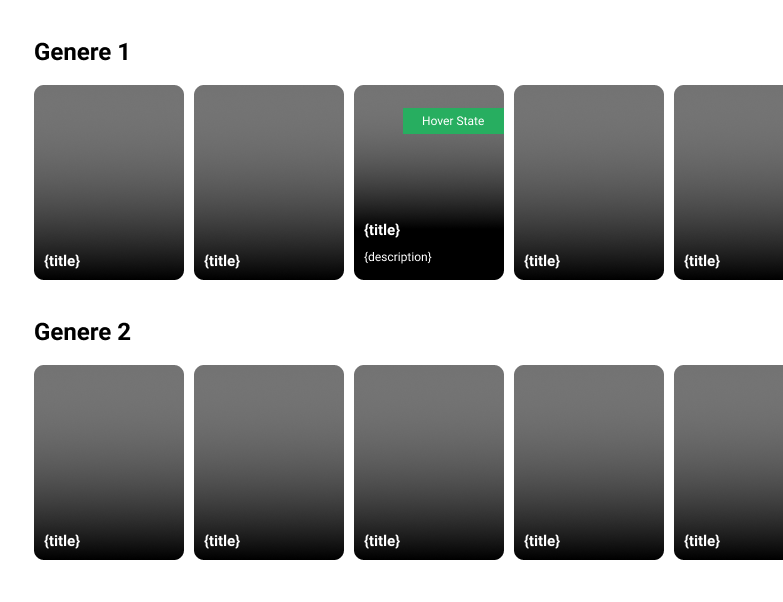 Genere 1
Hover State
{title}
{title}
{title}
{description}
{title}
{title}
Genere 2
{title}
{title}
{title}
{title}
{title}